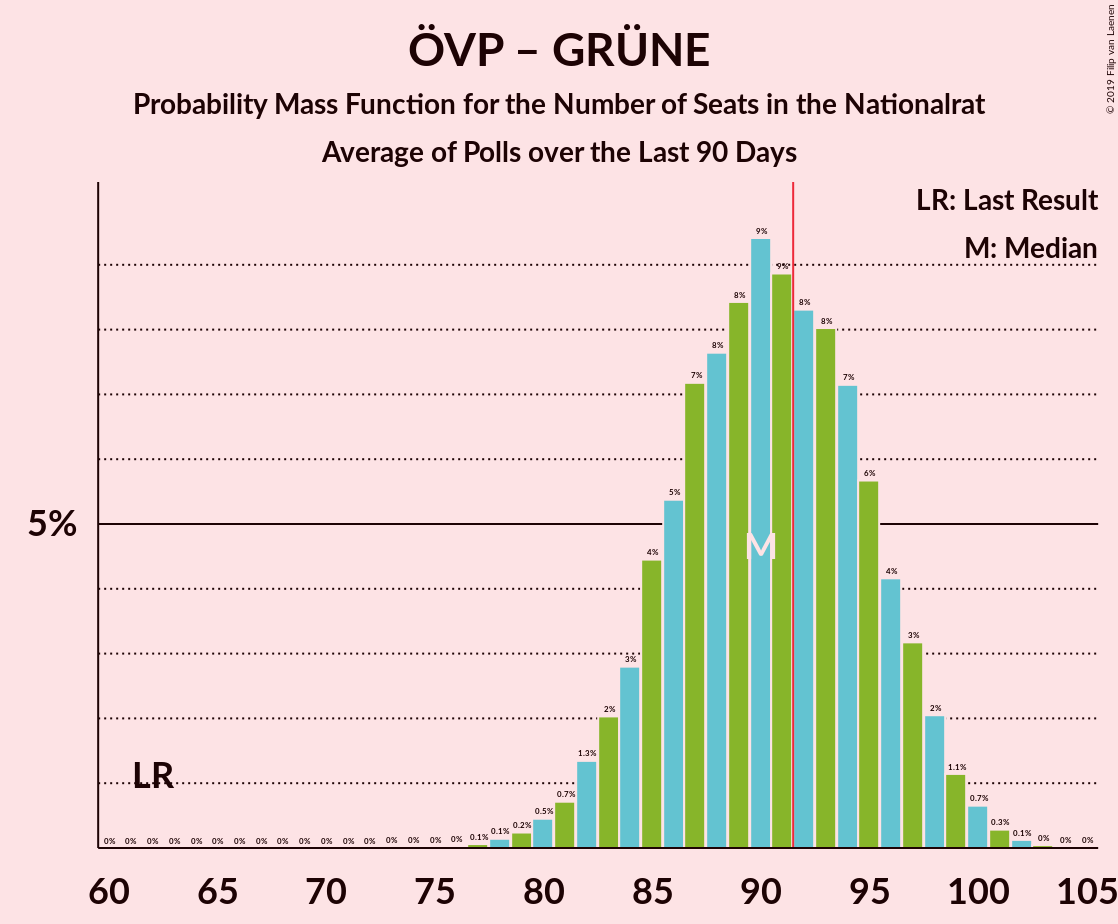 ÖVP – GRÜNE
Probability Mass Function for the Number of Seats in the Nationalrat
Average of Polls over the Last 90 Days
© 2019 Filip van Laenen
LR: Last Result
M: Median
5%
LR
M
0% 0% 0% 0% 0% 0% 0% 0% 0% 0% 0% 0% 0% 0% 0% 0% 0% 0.1% 0.1% 0.2% 0.5% 0.7% 1.3% 2% 3% 4% 5% 7% 8% 8% 9% 9% 8% 8% 7% 6% 4% 3% 2% 1.1% 0.7% 0.3% 0.1% 0% 0% 0%
60 65 70 75 80 85 90 95 100 105